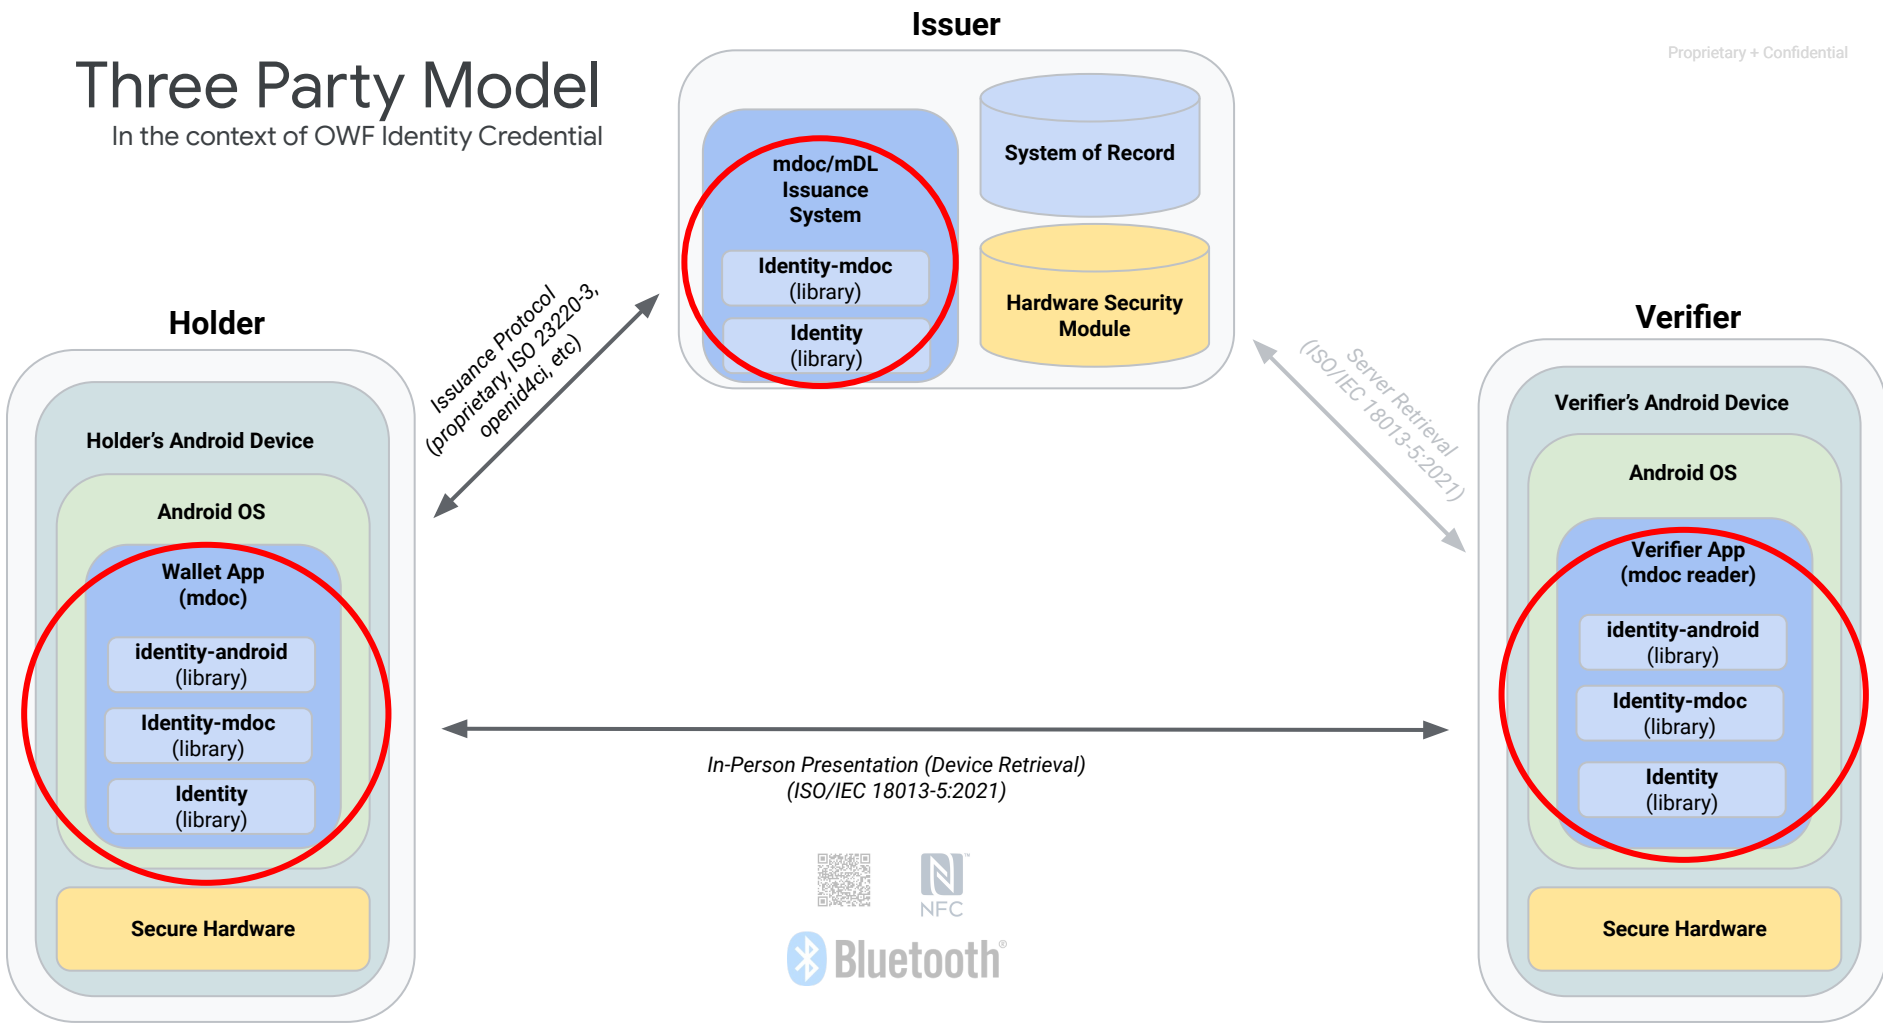 Issuer
Proprietary + Confidential
Three Party Model
In the context of OWF Identity Credential
mdoc/mDL
Issuance
System
Identity-mdoc
(library)
Identity
(library)
System of Record
Hardware Security
Module
Issuance Protocol
(proprietary, ISO 23220-3,
openid4ci, etc)
Server Retrieval
(ISO/IEC 18013-5:2021)
Holder
Holder's Android Device
Android OS
Wallet App
(mdoc)
identity-android
(library)
Identity-mdoc
(library)
Identity
(library)
Secure Hardware
In-Person Presentation (Device Retrieval)
(ISO/IEC 18013-5:2021)
NFC
Bluetooth®
Verifier
Verifier's Android Device
Android OS
Verifier App
(mdoc reader)
identity-android
(library)
Identity-mdoc
(library)
Identity
(library)
Secure Hardware